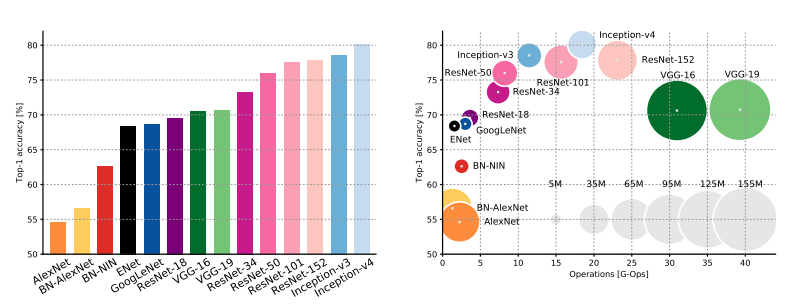 80
75
70
65
60
55
50
Top-1 accuracy [%]
AlexNet
BN-AlexNet
BN-NIN
ENet
GoogLeNet
ResNet-18
VGG-16
VGG-19
ResNet-34
ResNet-50
ResNet-101
ResNet-152
Inception-v3
Inception-v4
80
75
70
65
60
55
50
Top-1 accuracy [%]
Inception-v4
Inception-v3
ResNet-152
ResNet-50
VGG-16
VGG-19
ResNet-101
ResNet-34
ResNet-18
GoogLeNet
ENet
BN-NIN
5M 35M 65M 95M 125M 155M
BN-AlexNet
AlexNet
0 5 10 15 20 25 30 35 40
Operations [G-Ops]